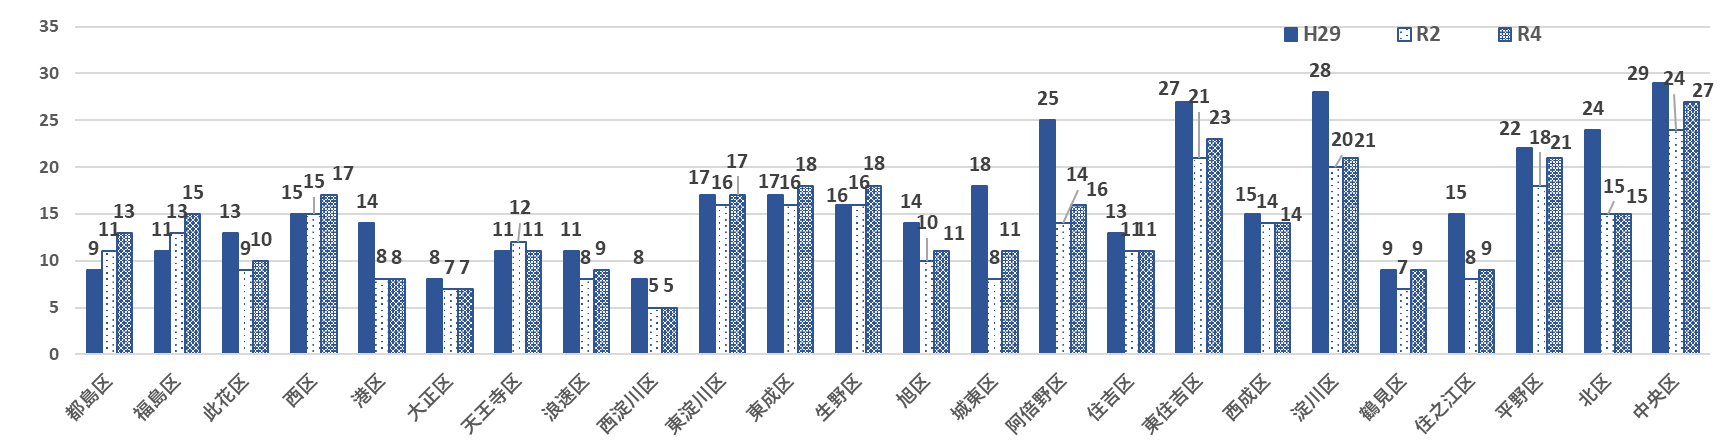 H29 R2 R4
35
30
25
20
15
10
5
0
9 11 13
11 13 15
13 9 10
15 15 17
14 8 8
8 7 7
11 12 11
11 8 9
8 5 5
17 16 17
17 16 18
16 16 18
14 10 11
18 8 11
25 14 16
13 11 11
27 21 23
15 14 14
28 20 21
9 7 9
15 8 9
22 18 21
24 15 15
29 24 27
都島区
福島区
此花区
西区
港区
大正区
天王寺区
浪速区
西淀川区
東淀川区
東成区
生野区
旭区
城東区
阿倍野区
住吉区
東住吉区
西成区
淀川区
鶴見区
住之江区
平野区
北区
中央区